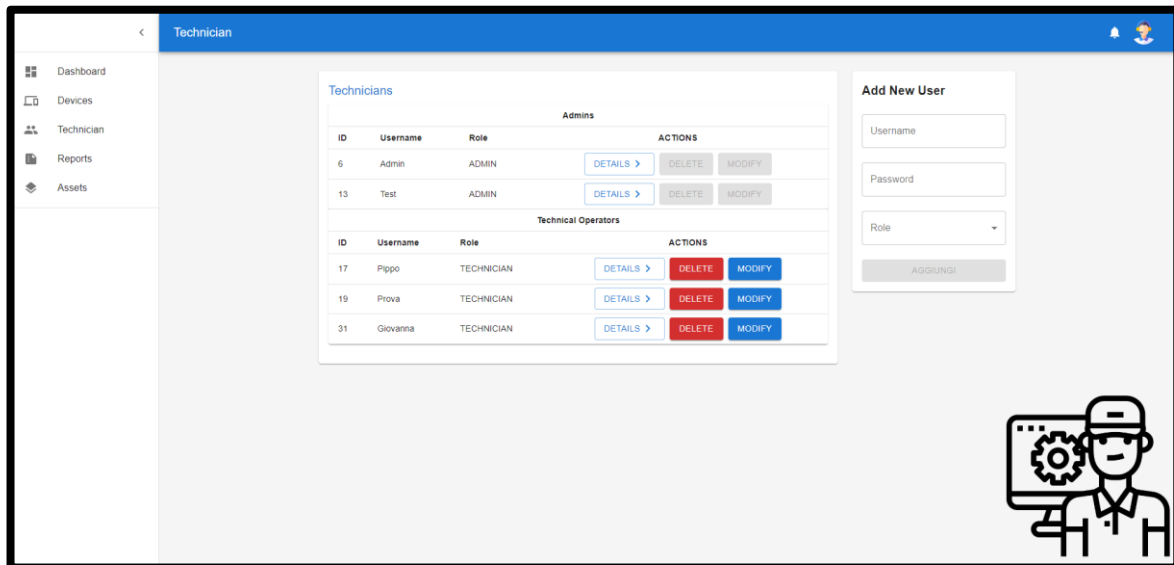 Technician
Dashboard
Devices
Technician
Reports
Assets
Technicians
Admins
ID Username Role ACTIONS
6 Admin ADMIN DETAILS DELETE MODIFY
13 Test ADMIN DETAILS DELETE MODIFY
Technical Operators
ID Username Role ACTIONS
17 Pippo TECHNICIAN DETAILS DELETE MODIFY
19 Prova TECHNICIAN DETAILS DELETE MODIFY
31 Giovanna TECHNICIAN DETAILS DELETE MODIFY
Add New User
Username
Password
Role
AGGIUNGI